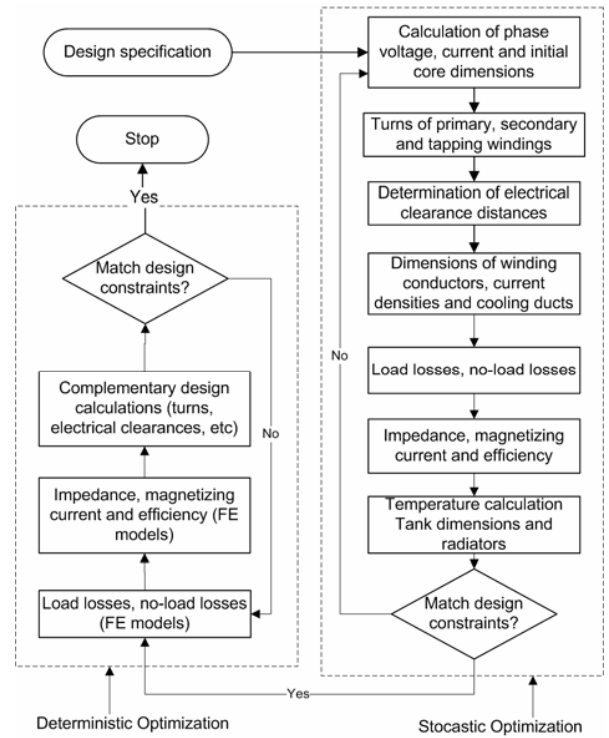 Design specification
Calculation of phase
voltage, current and initial
core dimensions
Turns of primary, secondary
and tapping windings
Determination of electrical
clearance distances
Dimensions of winding
conductors, current
densities and cooling ducts
Load losses, no-load losses
Impedance, magnetizing
current and efficiency
Temperature calculation
Tank dimensions and
radiators
Match design
constraints?
No
Yes
Stocastic Optimization
Stop
Yes
Match design
constraints?
No
Complementary design
calculations (turns,
electrical clearances, etc)
Impedance, magnetizing
current and efficiency (FE
models)
Load losses, no-load losses
(FE models)
Deterministic Optimization